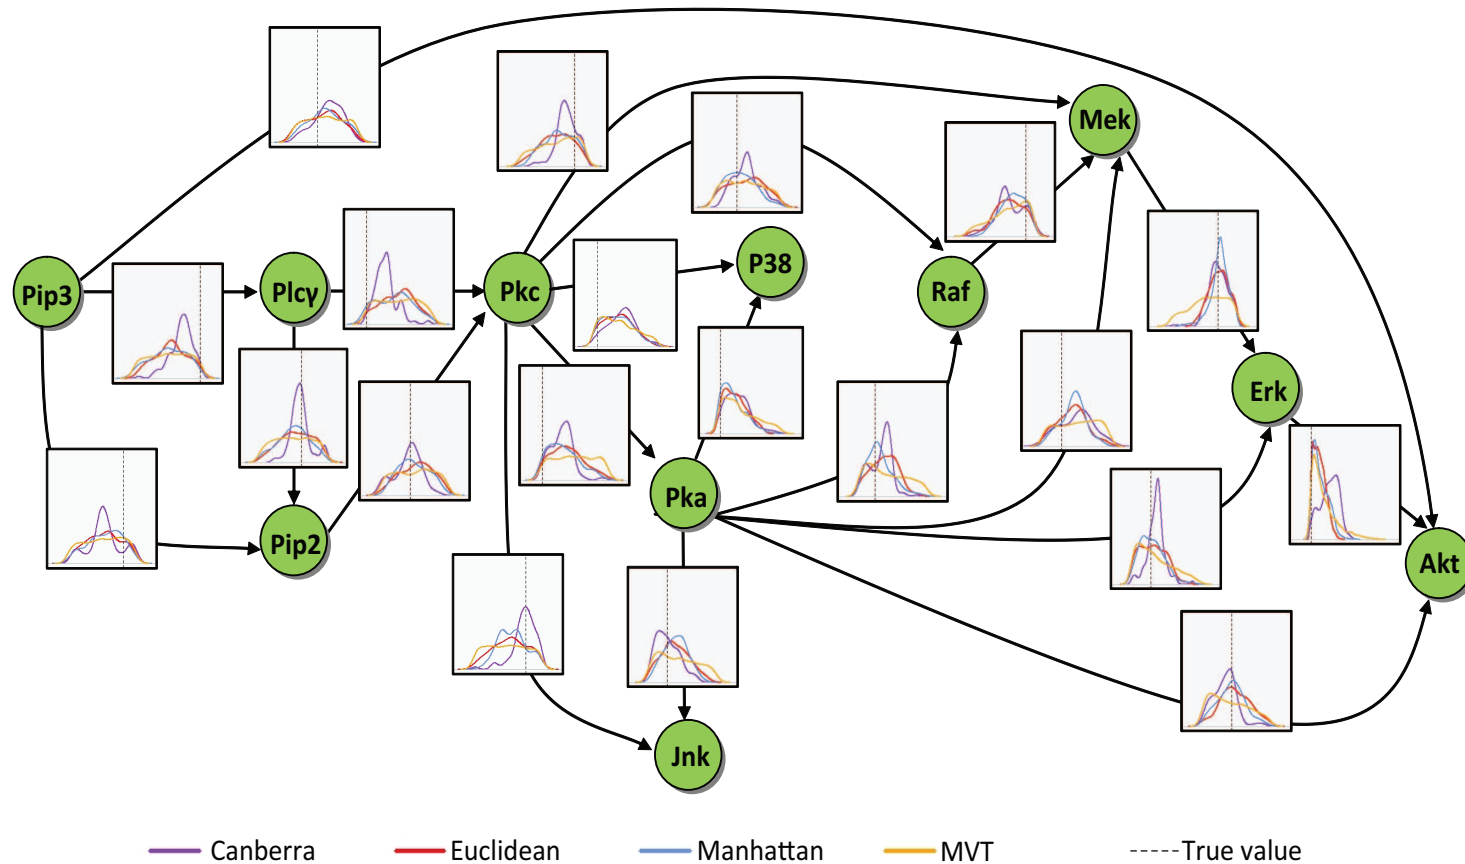 Mek
Pip3
Plcγ
Pkc
P38
Raf
Erk
Pka
Pip2
Akt
Jnk
Canberra
Euclidean
Manhattan
MVT
True value